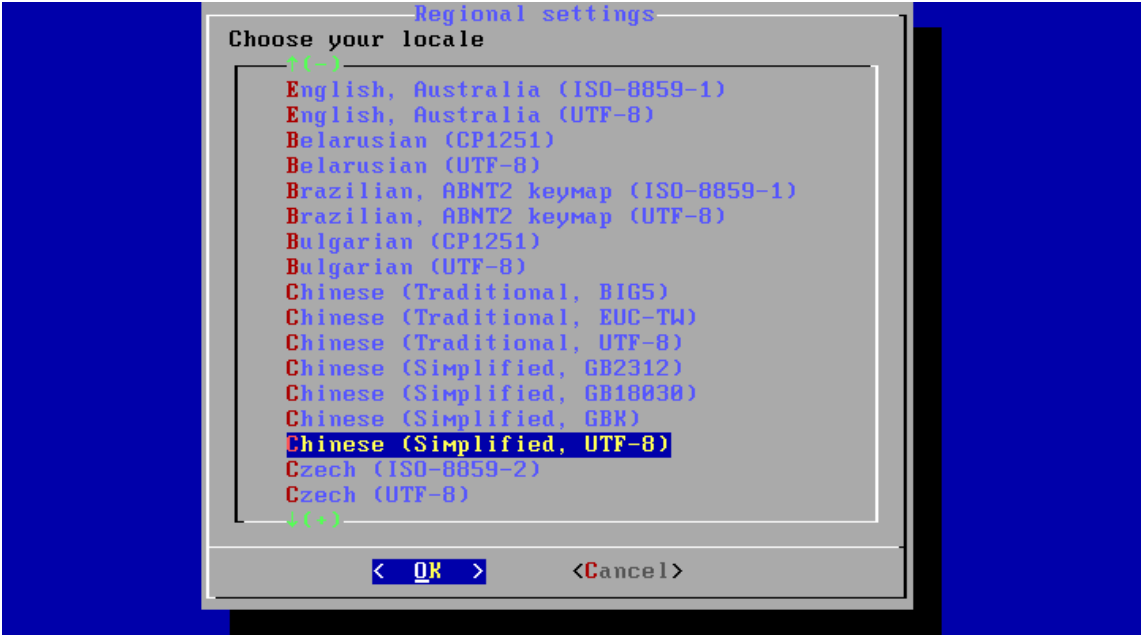 Regional settings
Choose your locale
↑(-)
English, Australia (ISO-8859-1)
English, Australia (UTF-8)
Belarusian (CP1251)
Belarusian (UTF-8)
Brazilian, ABNT2 keymap (ISO-8859-1)
Brazilian, ABNT2 keymap (UTF-8)
Bulgarian (CP1251)
Bulgarian (UTF-8)
Chinese (Traditional, BIG5)
Chinese (Traditional, EUC-TW)
Chinese (Traditional, UTF-8)
Chinese (Simplified, GB2312)
Chinese (Simplified, GB18030)
Chinese (Simplified, GBK)
Chinese (Simplified, UTF-8)
Czech (ISO-8859-2)
Czech (UTF-8)
↓(+)
< OK > <Cancel>